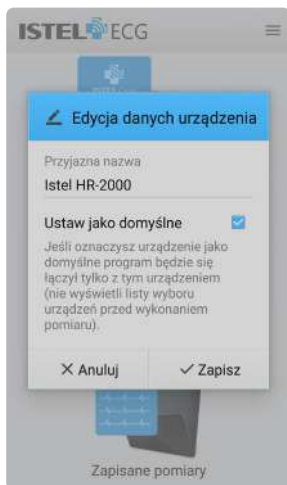 ISTEL ECG
Edycja danych urządzenia
Przyjazna nazwa
Istel HR-2000
Ustaw jako domyślne
Jeśli oznaczysz urządzenie jako
domyślne program będzie się
łączył tylko z tym urządzeniem
(nie wyświetli listy wyboru
urządzeń przed wykonaniem
pomiaru).
Anuluj
Zapisz
Zapisane pomiary